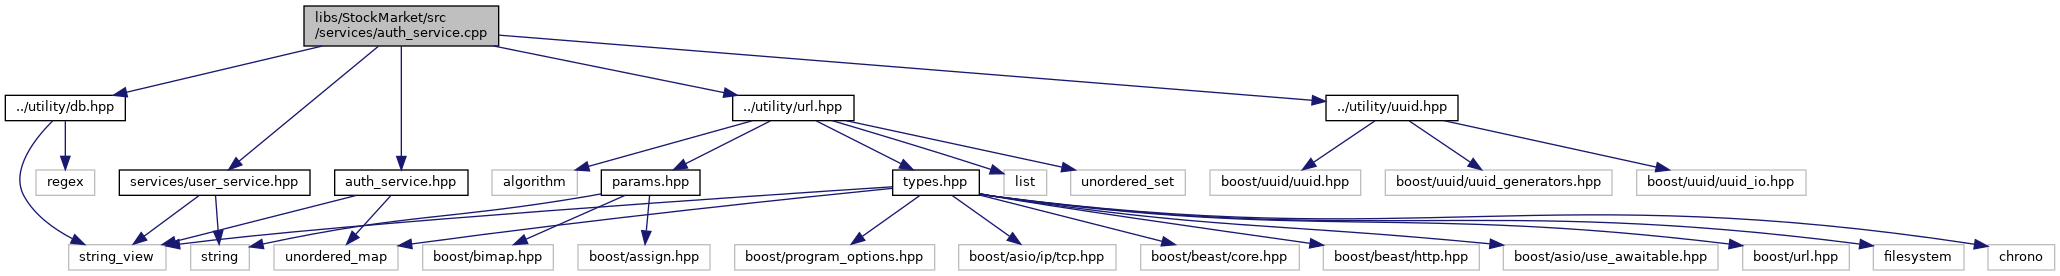 libs/StockMarket/src
/services/auth_service.cpp
../utility/db.hpp
../utility/url.hpp
../utility/uuid.hpp
regex
services/user_service.hpp
auth_service.hpp
algorithm
params.hpp
types.hpp
list
unordered_set
boost/uuid/uuid.hpp
boost/uuid/uuid_generators.hpp
boost/uuid/uuid_io.hpp
string_view
string
unordered_map
boost/bimap.hpp
boost/assign.hpp
boost/program_options.hpp
boost/asio/ip/tcp.hpp
boost/beast/core.hpp
boost/beast/http.hpp
boost/asio/use_awaitable.hpp
boost/url.hpp
filesystem
chrono